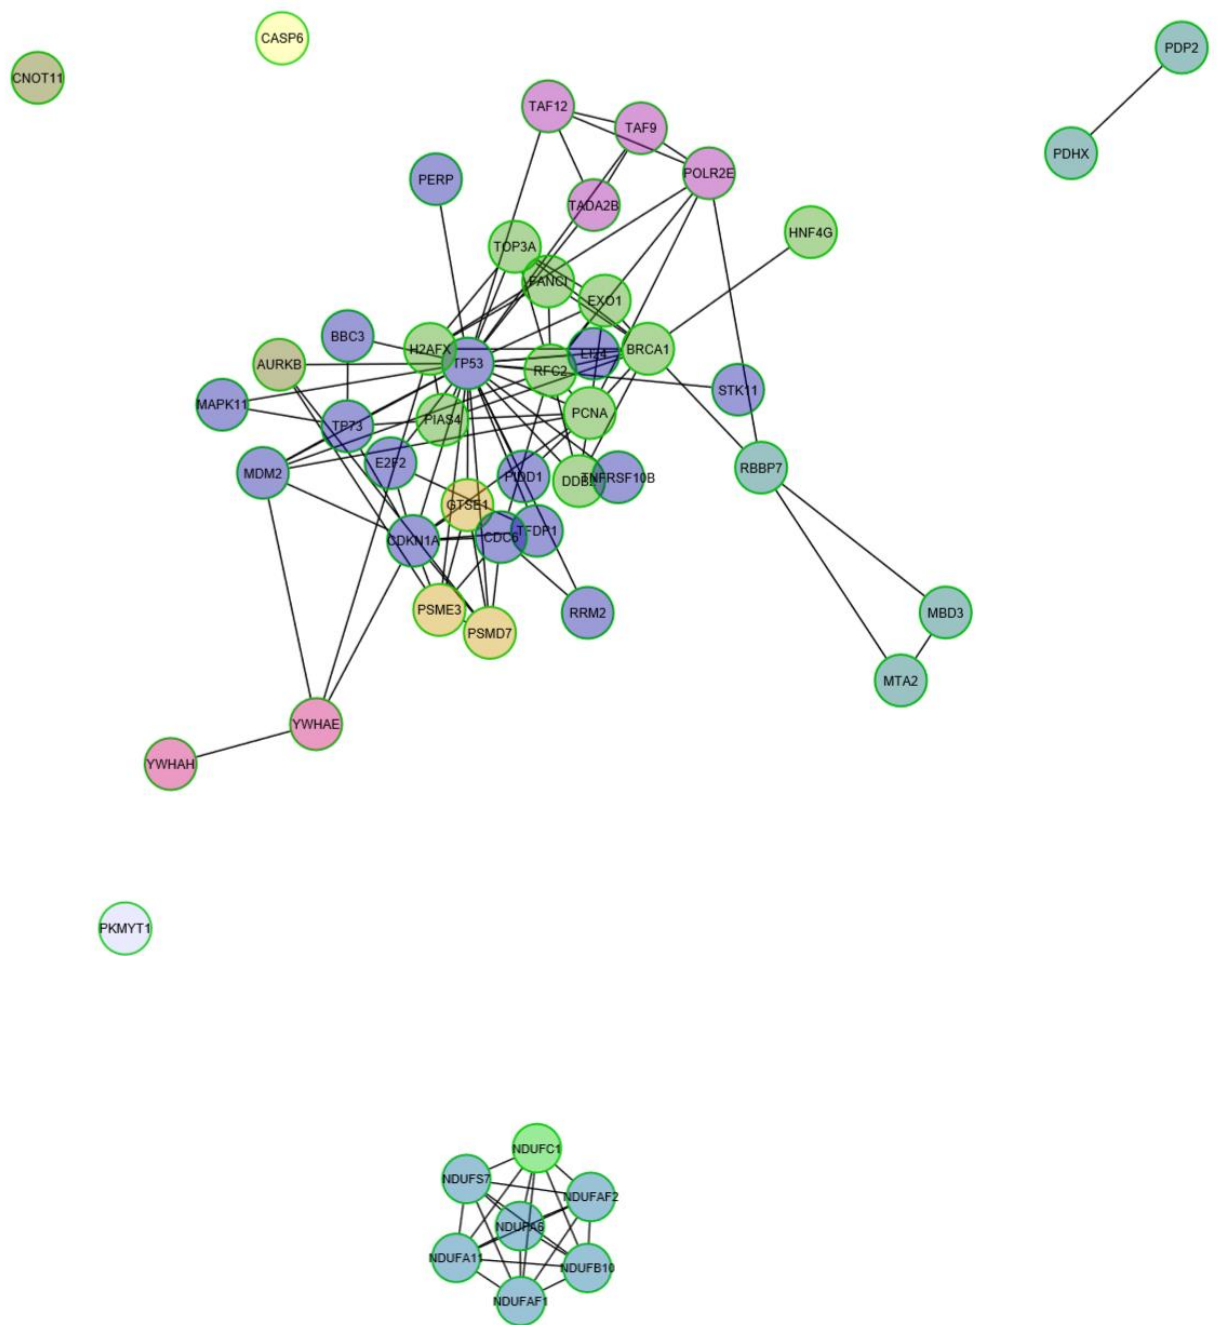 CASP6
PDP2
CNOT11
TAF12
TAF9
PDHX
PERP
POLR2E
TADA2B
HNF4G
TOP3A
FANCI
EXO1
BBC3
H2AFX
BRCA1
AURKB
TP53
RFC2
STK11
MAPK11
PCNA
PIAS4
TP73
E2F2
RBBP7
MDM2
PIDD1
TNFRSF10B
GTSE1
TFDP1
CDKN1A
CDC6
PSME3
RRM2
MBD3
PSMD7
MTA2
YWHAE
YWHAH
PKMYT1
NDUFC1
NDUFS7
NDUFAF2
NDUFA6
NDUFA11
NDUFB10
NDUFAF1